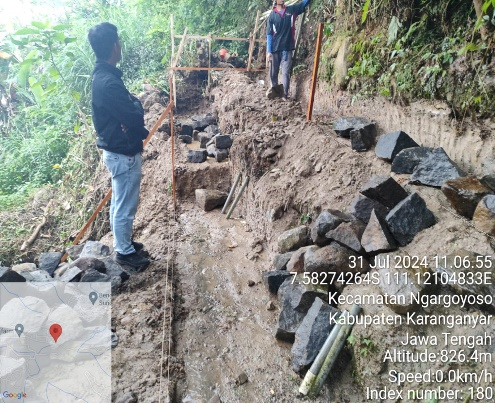 31 Jul 2024 11.06.55
7.58274264S 111.12104833E
Kecamatan Ngargoyoso
Kabupaten Karanganyar
Jawa Tengah
Altitude:826.4m
Speed:0.0km/h
Index number: 180
Google